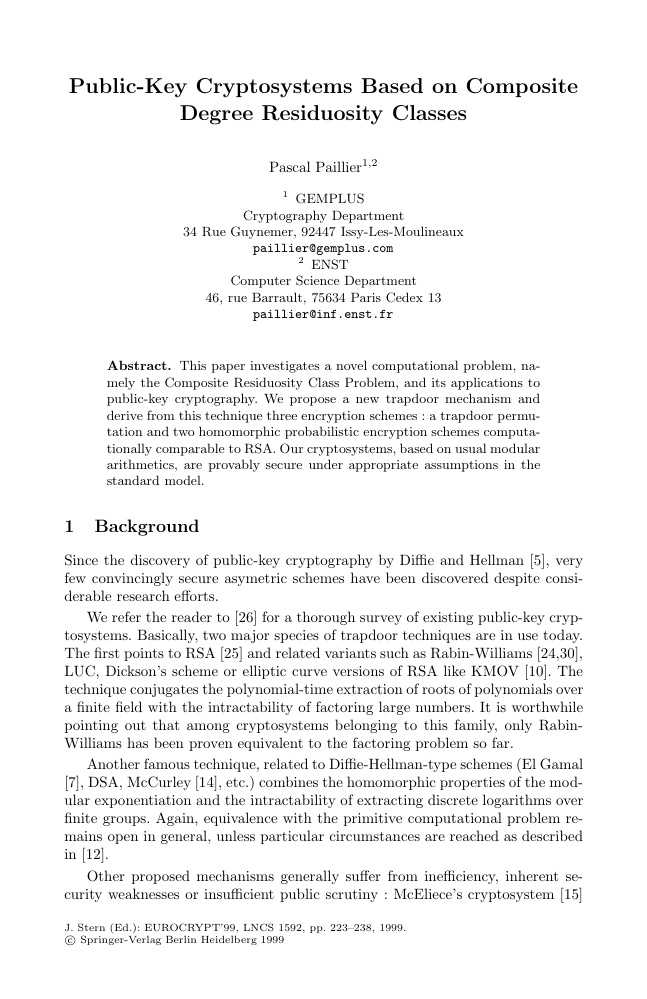 Public-Key Cryptosystems Based on Composite
Degree Residuosity Classes
Pascal Paillier1,2
1 GEMPLUS
Cryptography Department
34 Rue Guynemer, 92447 Issy-Les-Moulineaux
paillier@gemplus.com
2 ENST
Computer Science Department
46, rue Barrault, 75634 Paris Cedex 13
paillier@inf.enst.fr
Abstract. This paper investigates a novel computational problem, na-
mely the Composite Residuosity Class Problem, and its applications to
public-key cryptography. We propose a new trapdoor mechanism and
derive from this technique three encryption schemes : a trapdoor permu-
tation and two homomorphic probabilistic encryption schemes computa-
tionally comparable to RSA. Our cryptosystems, based on usual modular
arithmetics, are provably secure under appropriate assumptions in the
standard model.
1 Background
Since the discovery of public-key cryptography by Diffie and Hellman [5], very
few convincingly secure asymetric schemes have been discovered despite consi-
derable research efforts.
We refer the reader to [26] for a thorough survey of existing public-key cryp-
tosystems. Basically, two major species of trapdoor techniques are in use today.
The first points to RSA [25] and related variants such as Rabin-Williams [24,30],
LUC, Dickson's scheme or elliptic curve versions of RSA like KMOV [10]. The
technique conjugates the polynomial-time extraction of roots of polynomials over
a finite field with the intractability of factoring large numbers. It is worthwhile
pointing out that among cryptosystems belonging to this family, only Rabin-
Williams has been proven equivalent to the factoring problem so far.
Another famous technique, related to Diffie-Hellman-type schemes (El Gamal
[7], DSA, McCurley [14], etc.) combines the homomorphic properties of the mod-
ular exponentiation and the intractability of extracting discrete logarithms over
finite groups. Again, equivalence with the primitive computational problem re-
mains open in general, unless particular circumstances are reached as described
in [12].
Other proposed mechanisms generally suffer from inefficiency, inherent se-
curity weaknesses or insufficient public scrutiny : McEliece's cryptosystem [15]
J. Stern (Ed.): EUROCRYPT'99, LNCS 1592, pp. 223–238, 1999.
© Springer-Verlag Berlin Heidelberg 1999